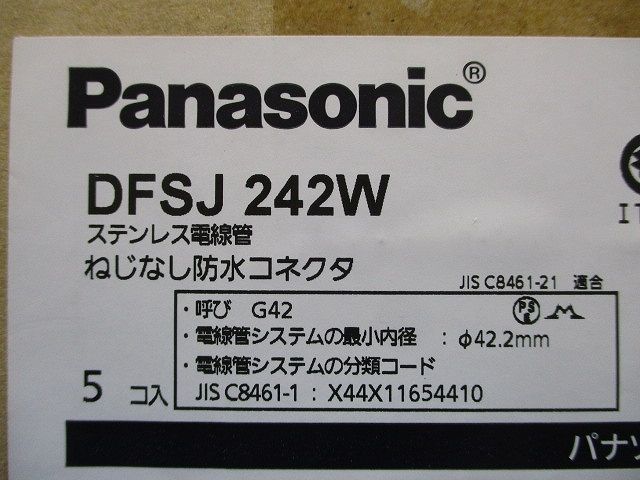 Panasonic®
DFSJ 242W
ステンレス電線管
ねじなし防水コネクタ
JIS C8461-21 適合
・呼び G42
PS
E
・電線管システムの最小内径 : φ42.2mm
・電線管システムの分類コード
JIS C8461-1 : X44X11654410
5 コ入